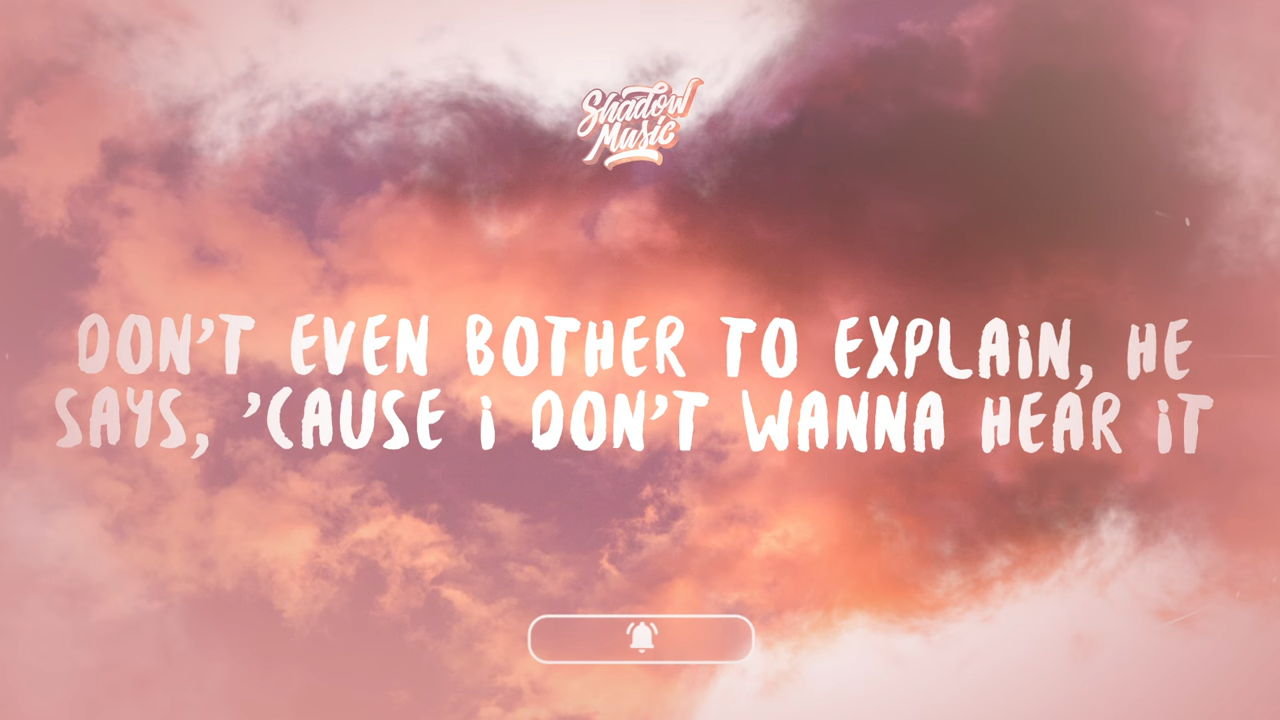 Shadow
Music
DON'T EVEN BOTHER TO EXPLAiN, HE
SAYS, 'CAUSE i DON'T WANNA HEAR iT